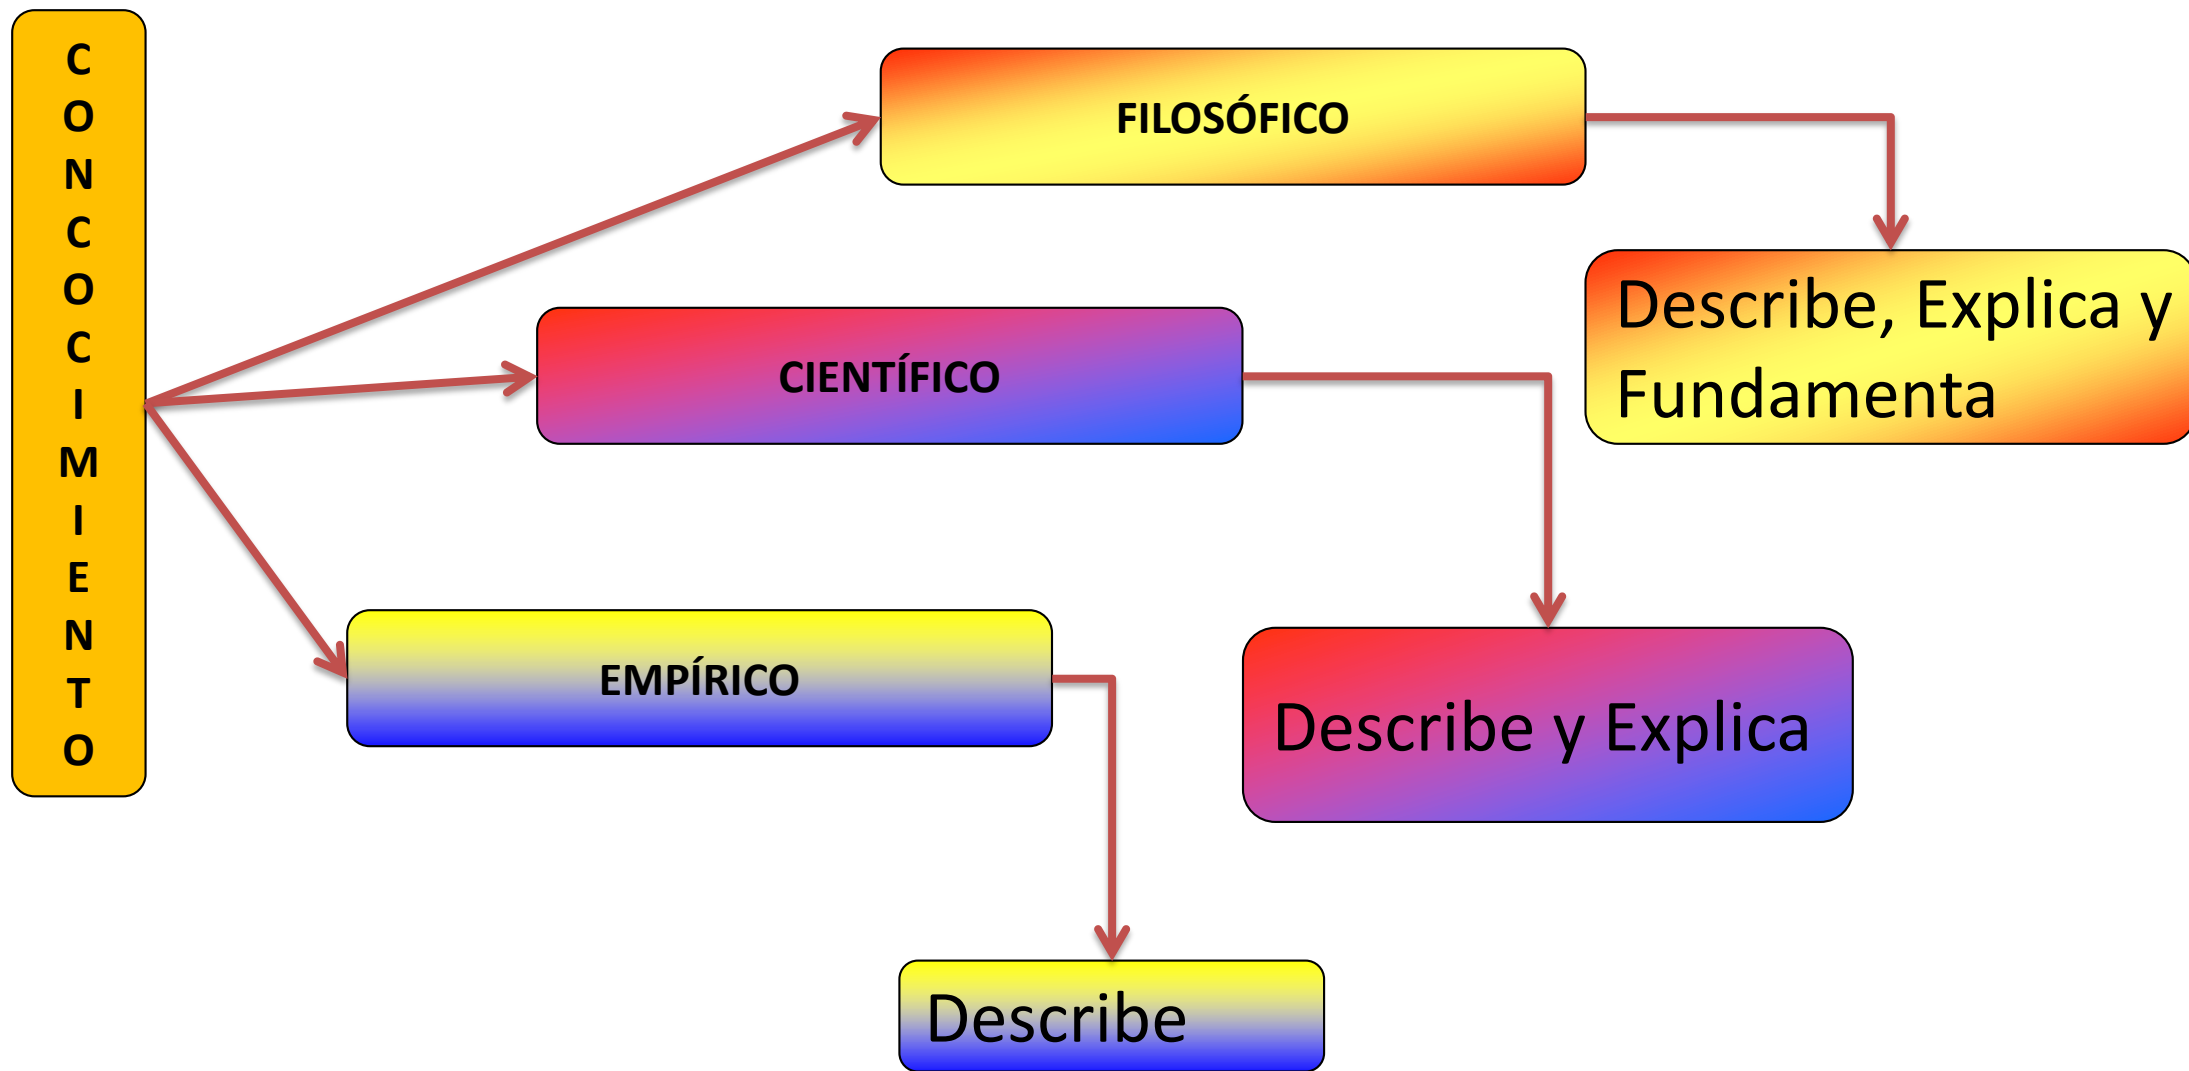 C
O
N
C
O
C
I
M
I
E
N
T
O
FILOSÓFICO
Describe, Explica y
Fundamenta
CIENTÍFICO
Describe y Explica
EMPÍRICO
Describe